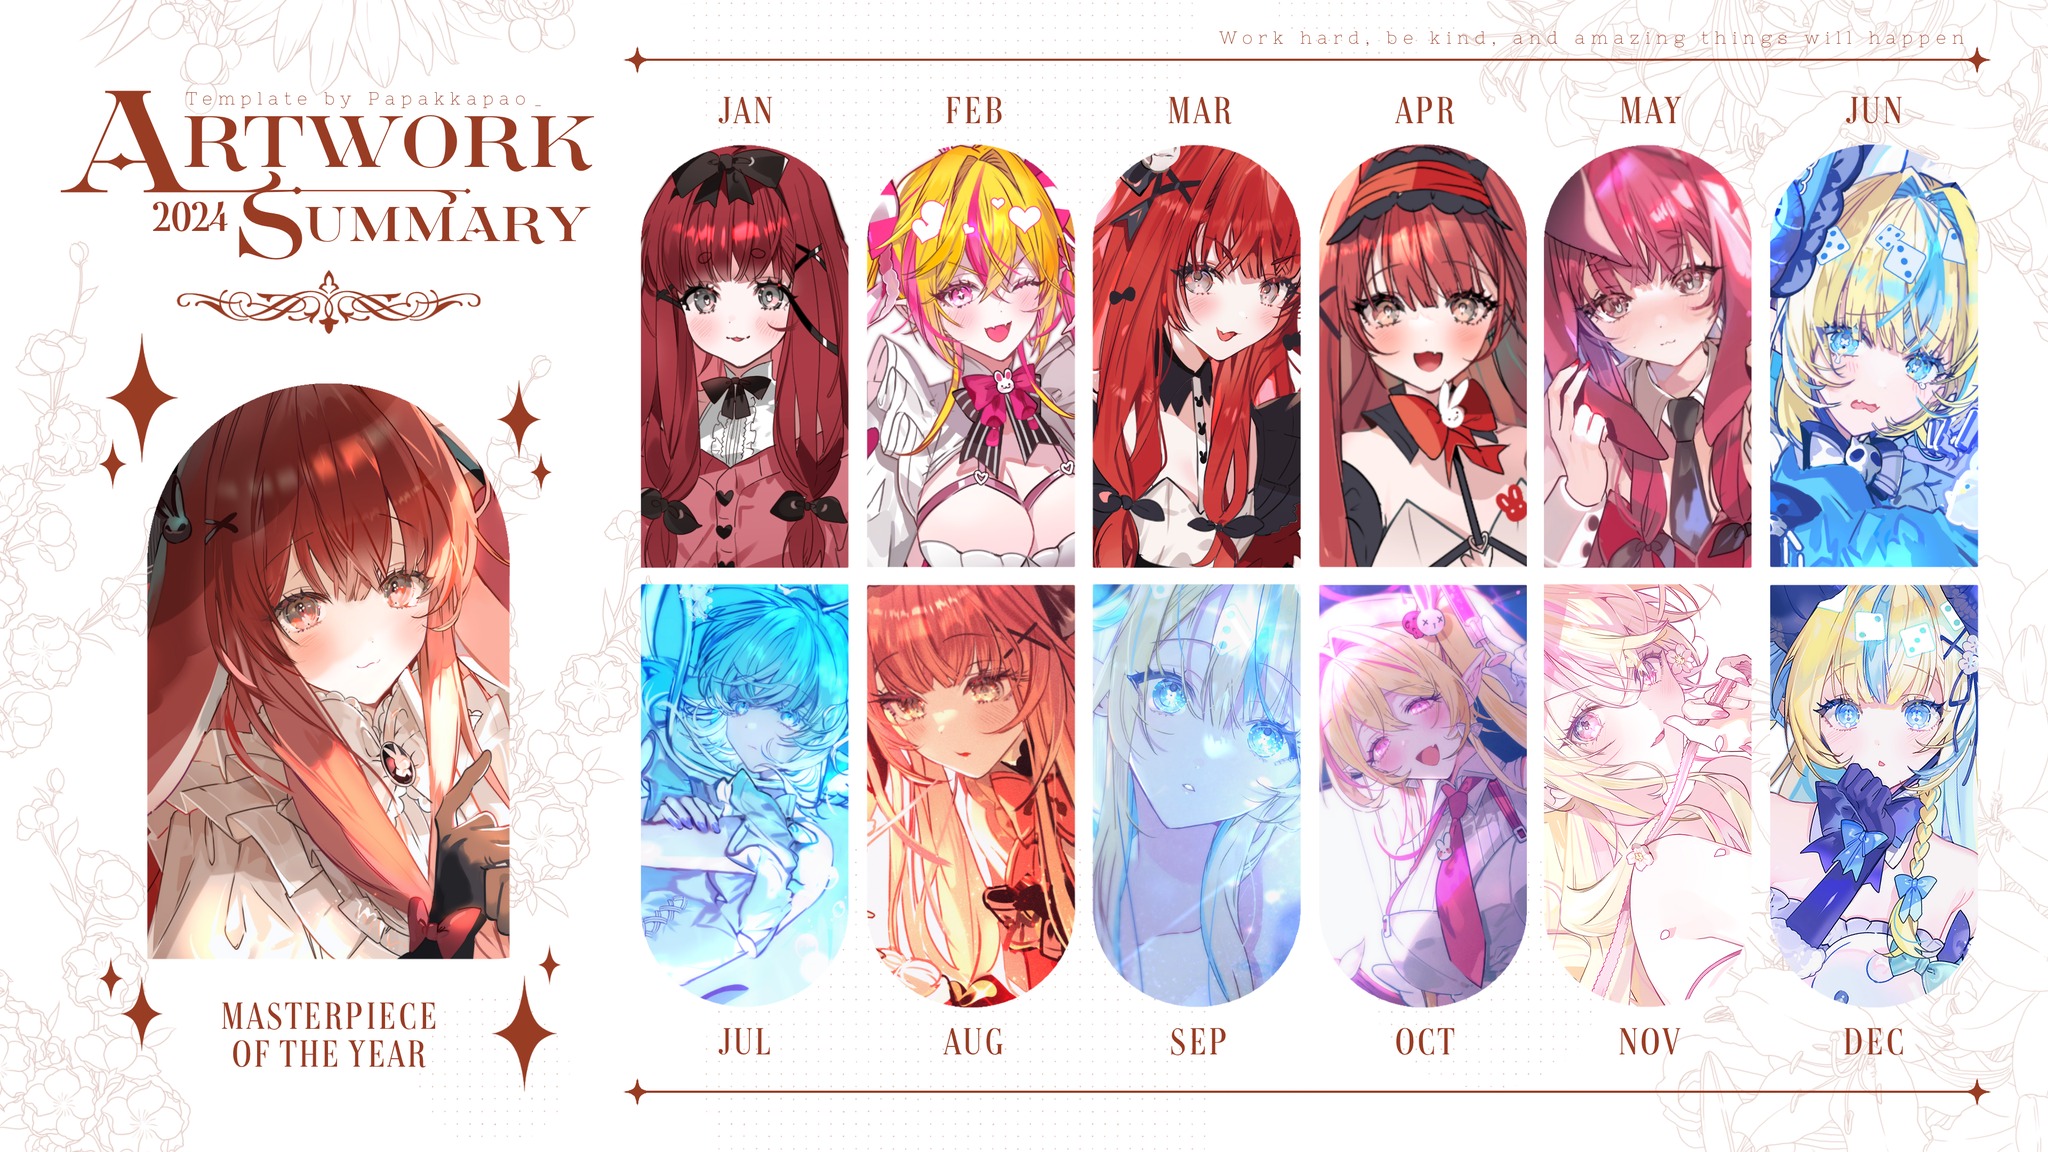 Work hard, be kind, and amazing things will happen
Template by Papakkapao_
ARTWORK
2024 SUMMARY
MASTERPIECE
OF THE YEAR
JAN FEB MAR APR MAY JUN
JUL AUG SEP OCT NOV DEC